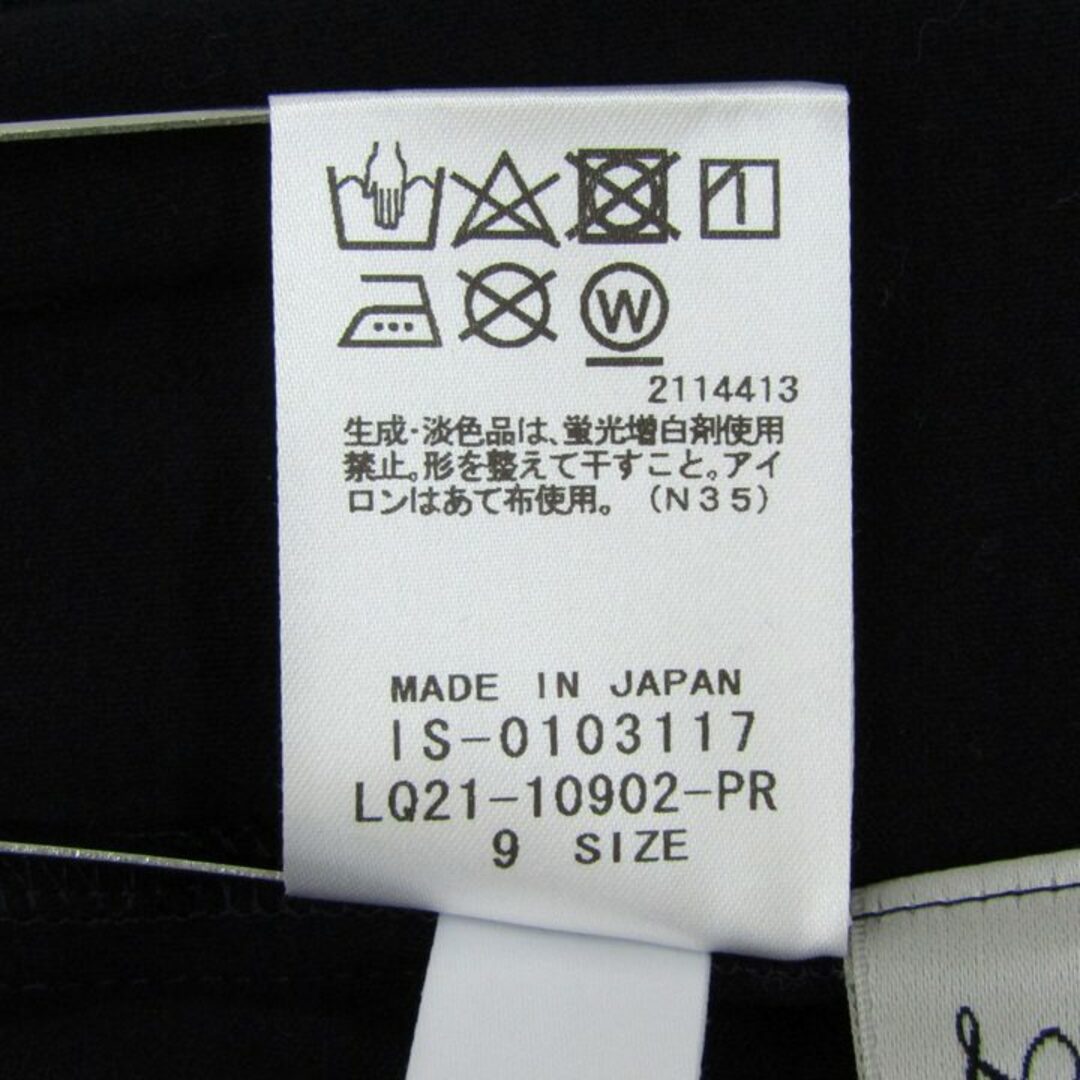 W
2114413
生成・淡色品は、蛍光増白剤使用
禁止。形を整えて干すこと。アイ
ロンはあて布使用。（N35）
MADE IN JAPAN
IS-0103117
LQ21-10902-PR
9 SIZE